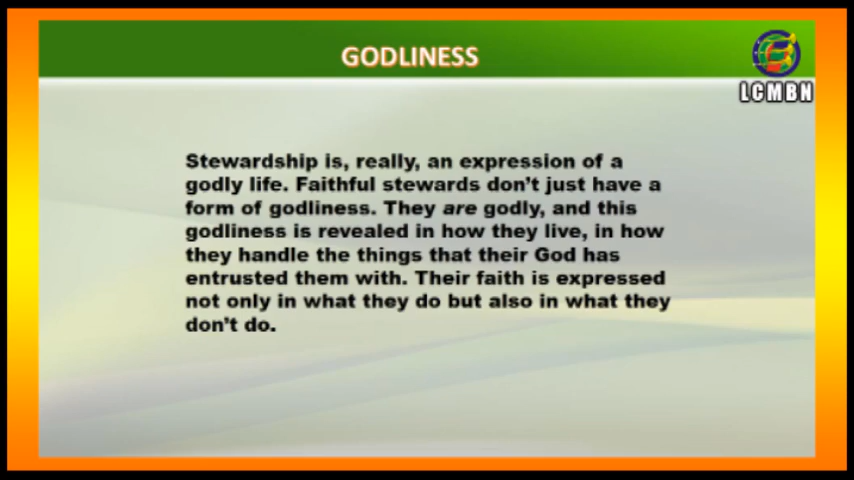 GODLINESS
LCMBN
Stewardship is, really, an expression of a
godly life. Faithful stewards don't just have a
form of godliness. They are godly, and this
godliness is revealed in how they live, in how
they handle the things that their God has
entrusted them with. Their faith is expressed
not only in what they do but also in what they
don't do.